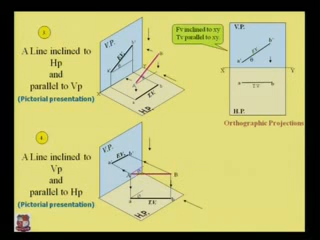 3
A Line inclined to
Hp
and
parallel to Vp
(Pictorial presentation)
V.P.
H.P.
Fv inclined to xy
Tv parallel to xy.
V.P.
b'
a'
X
Y
a
b
H.P.
Orthographic Projections
4
A Line inclined to
Vp
and
parallel to Hp
(Pictorial presentation)
V.P.
A
B